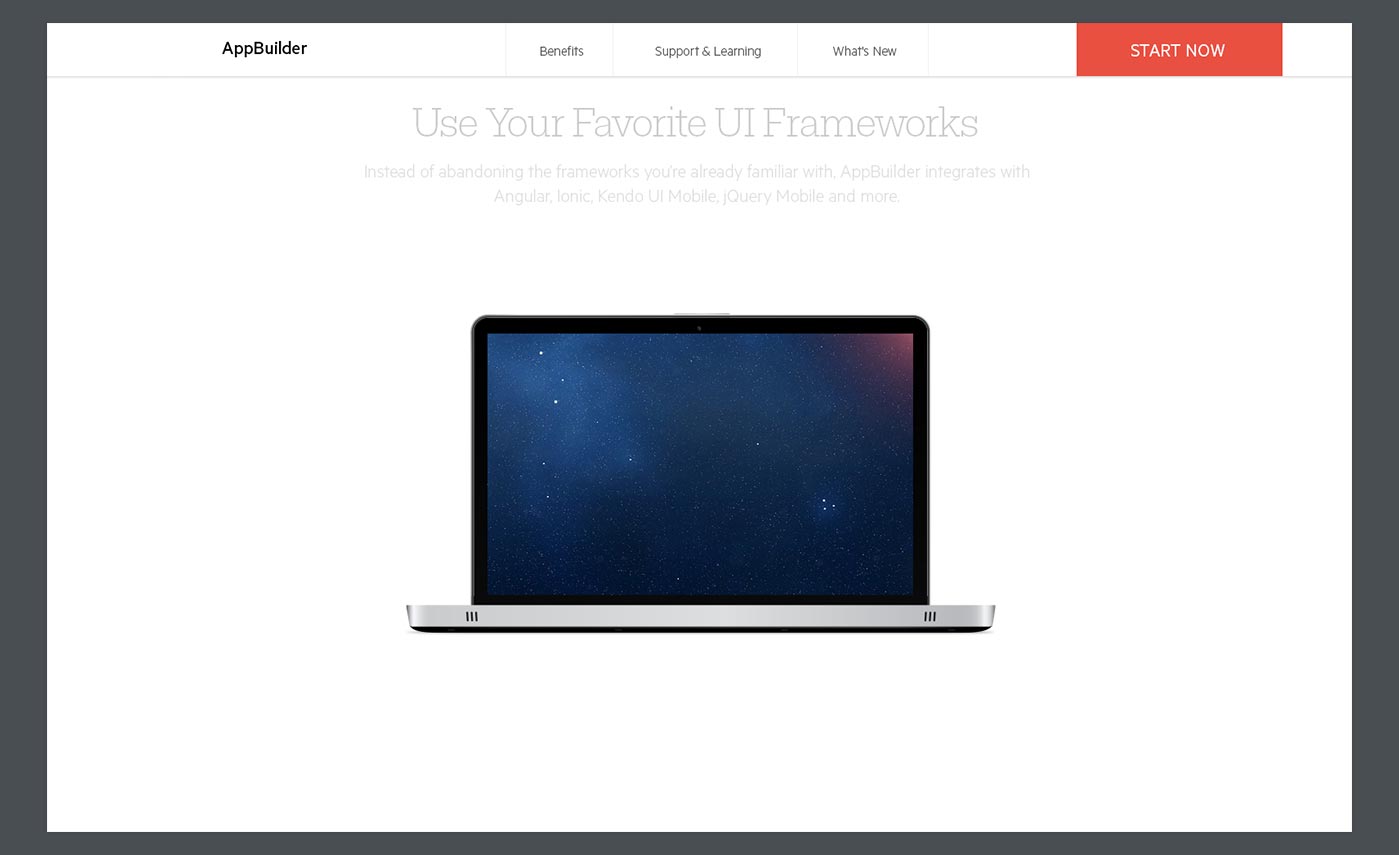 AppBuilder
Benefits
Support & Learning
What's New
START NOW
Use Your Favorite UI Frameworks
Instead of abandoning the frameworks you're already familiar with, AppBuilder integrates with
Angular, Ionic, Kendo UI Mobile, jQuery Mobile and more.